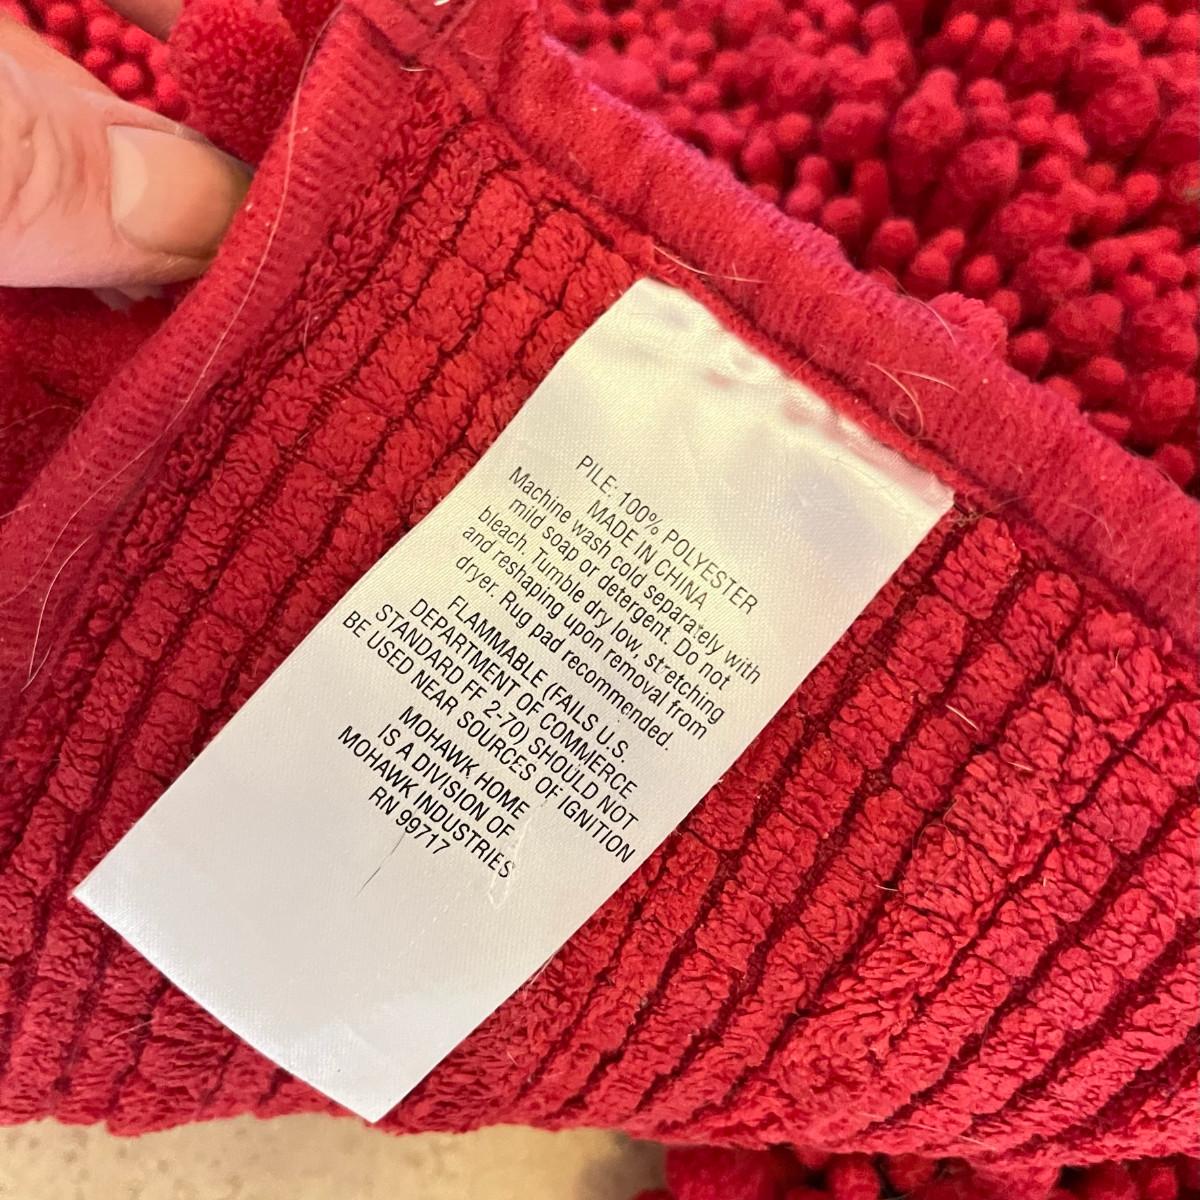 PILE: 100% POLYESTER
MADE IN CHINA
Machine wash cold separately with
mild soap or detergent. Do not
bleach. Tumble dry low, stretching
and reshaping upon removal from
dryer. Rug pad recommended.
FLAMMABLE (FAILS U.S.
DEPARTMENT OF COMMERCE
STANDARD FF 2-70) SHOULD NOT
BE USED NEAR SOURCES OF IGNITION
MOHAWK HOME
IS A DIVISION OF
MOHAWK INDUSTRIES
RN 99717